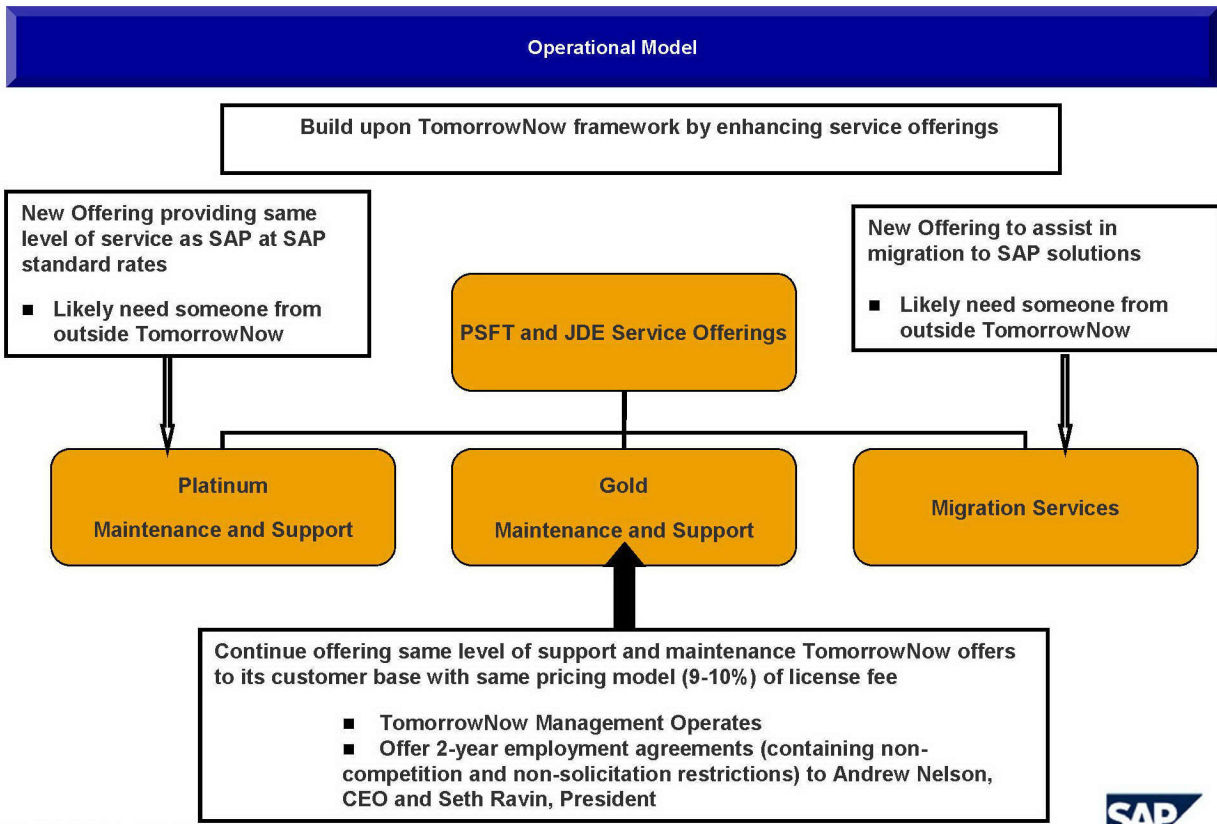 Operational Model
Build upon TomorrowNow framework by enhancing service offerings
New Offering providing same
level of service as SAP at SAP
standard rates
■ Likely need someone from
outside TomorrowNow
New Offering to assist in
migration to SAP solutions
■ Likely need someone from
outside TomorrowNow
PSFT and JDE Service Offerings
Platinum
Maintenance and Support
Gold
Maintenance and Support
Migration Services
Continue offering same level of support and maintenance TomorrowNow offers
to its customer base with same pricing model (9-10%) of license fee
■ TomorrowNow Management Operates
■ Offer 2-year employment agreements (containing non-
competition and non-solicitation restrictions) to Andrew Nelson,
CEO and Seth Ravin, President
SAP